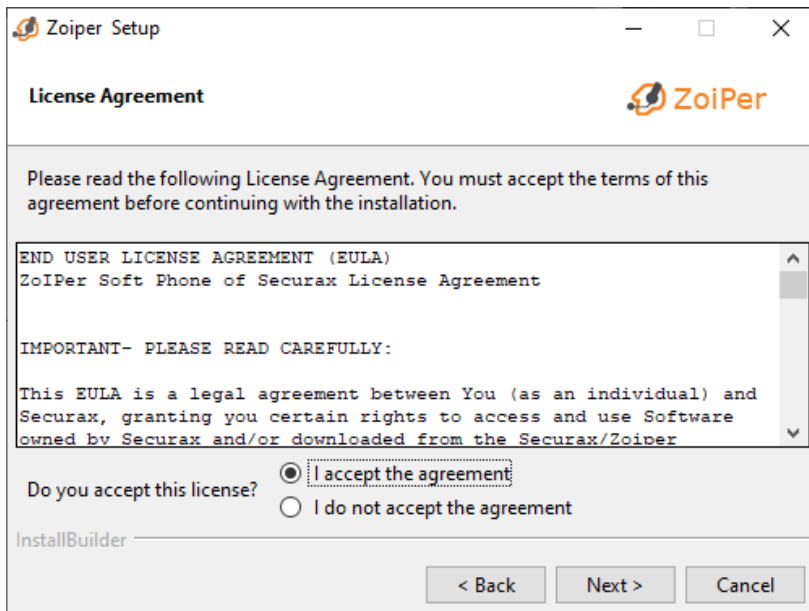 Zoiper Setup
License Agreement
ZoiPer
Please read the following License Agreement. You must accept the terms of this
agreement before continuing with the installation.
END USER LICENSE AGREEMENT (EULA)
ZoIPer Soft Phone of Securax License Agreement
IMPORTANT- PLEASE READ CAREFULLY:
This EULA is a legal agreement between You (as an individual) and
Securax, granting you certain rights to access and use Software
owned by Securax and/or downloaded from the Securax/Zoiper
Do you accept this license?
I accept the agreement
I do not accept the agreement
InstallBuilder
< Back Next > Cancel